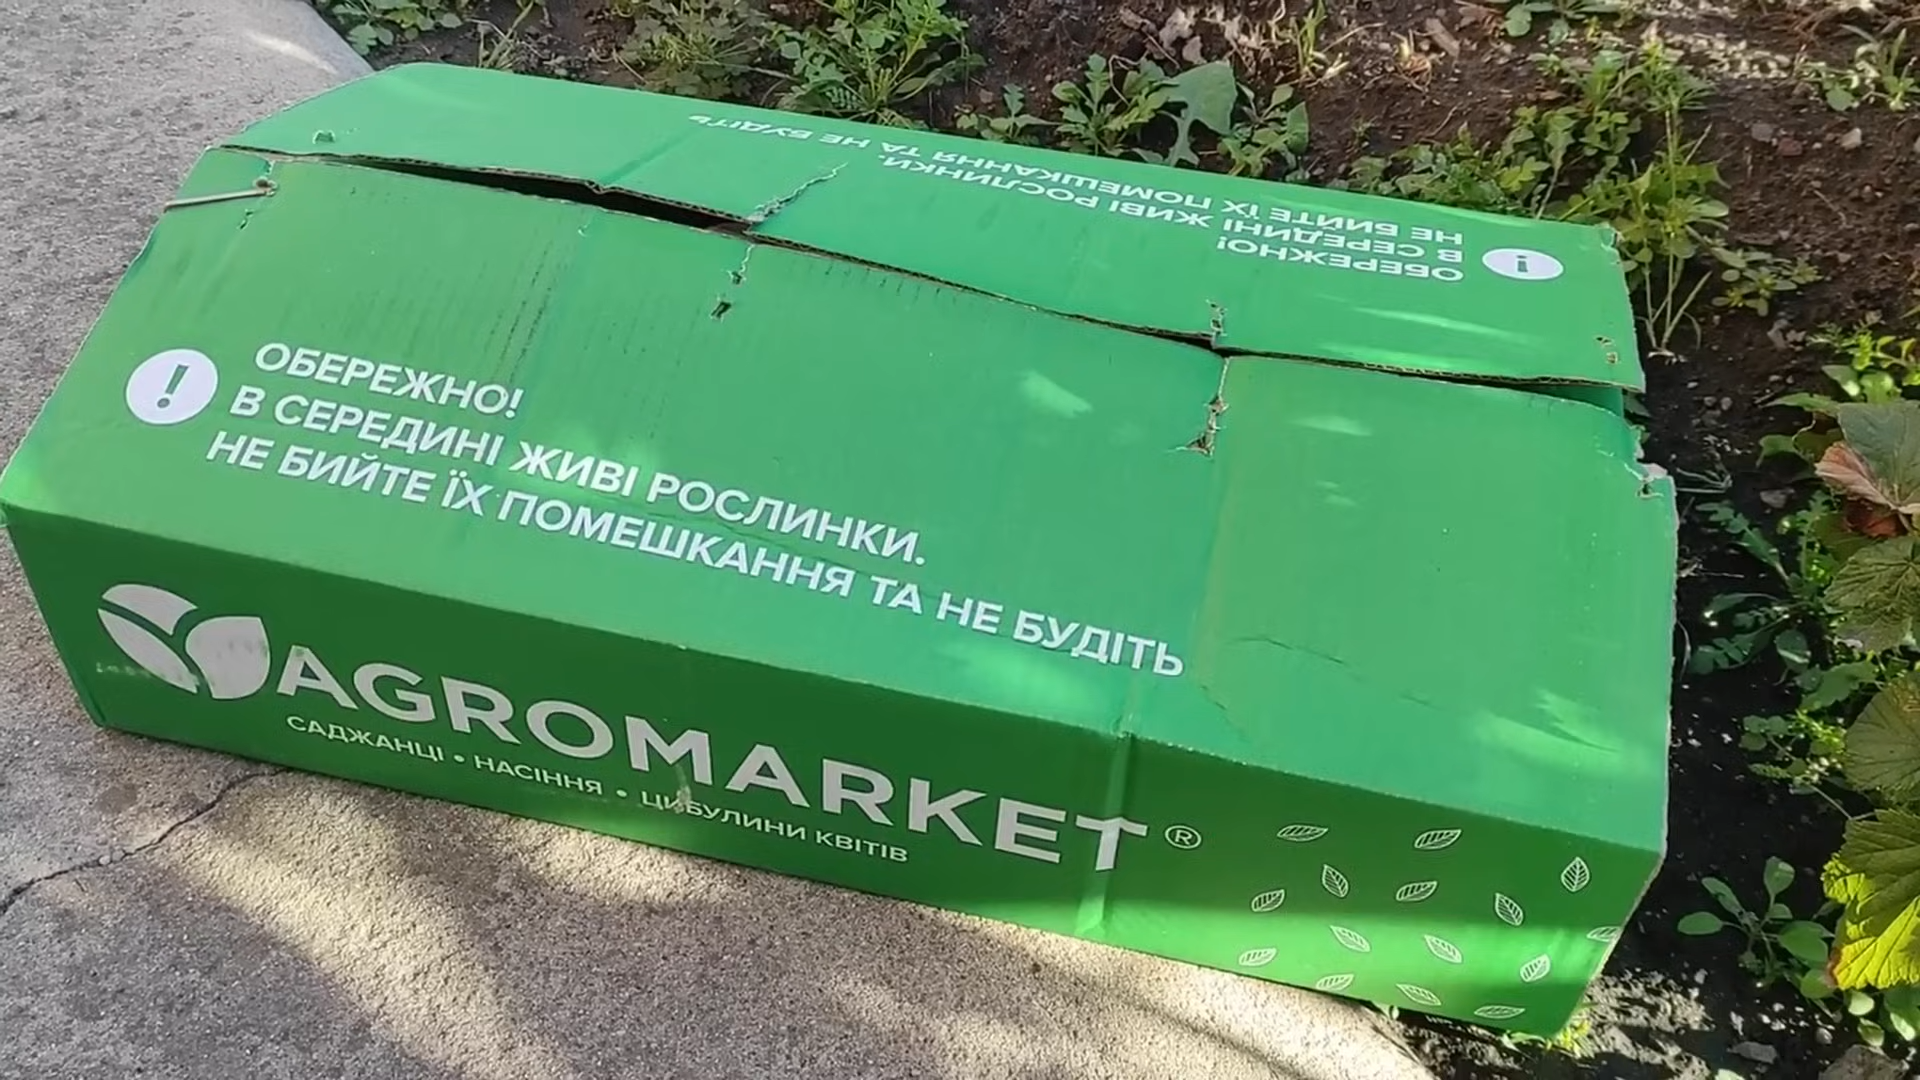 ОБЕРЕЖНО!
В СЕРЕДИНІ ЖИВІ РОСЛИНКИ.
НЕ БИЙТЕ ЇХ ПОМЕШКАННЯ ТА НЕ БУДІТЬ
ОБЕРЕЖНО!
В СЕРЕДИНІ ЖИВІ РОСЛИНКИ.
НЕ БИЙТЕ ЇХ ПОМЕШКАННЯ ТА НЕ БУДІТЬ
AGROMARKET®
САДЖАНЦІ • НАСІННЯ • ЦИБУЛИНИ КВІТІВ